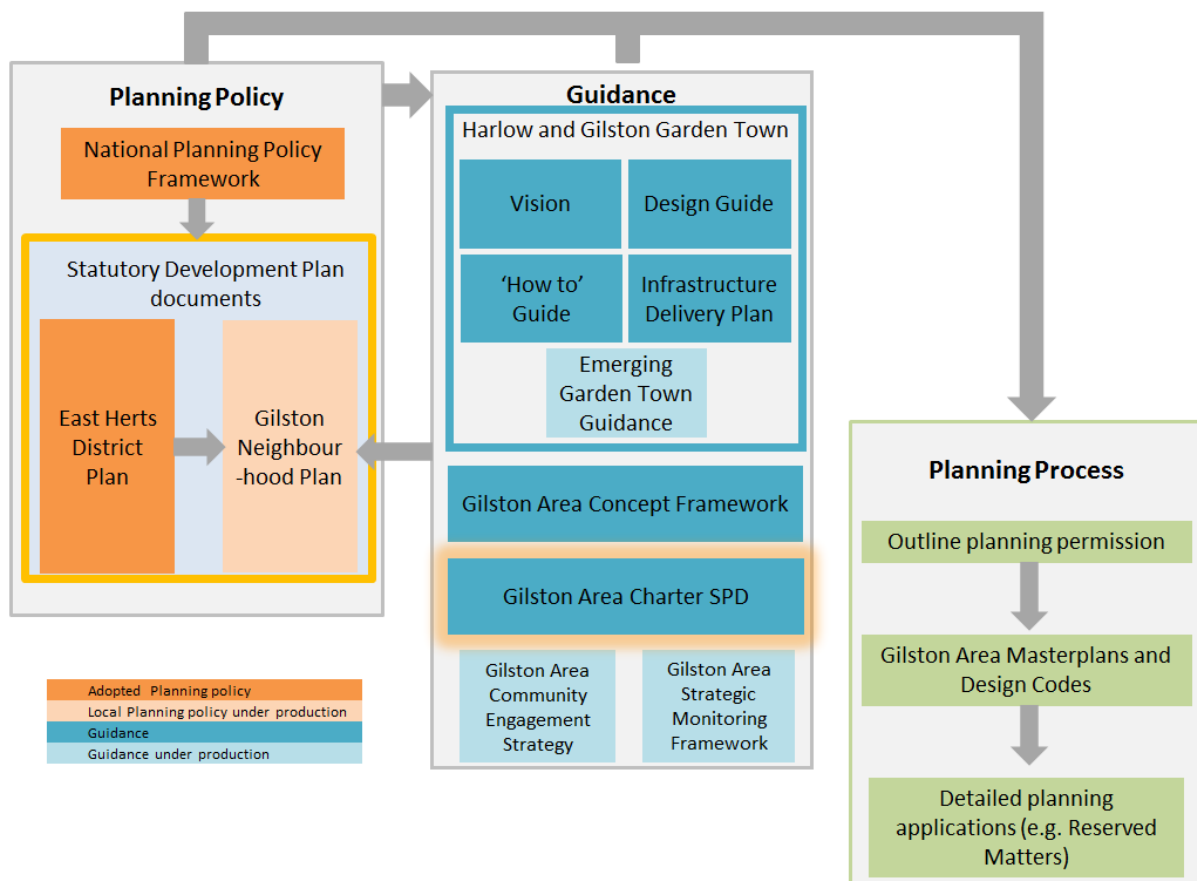 Planning Policy
National Planning Policy
Framework
Statutory Development Plan
documents
East Herts
District
Plan
Gilston
Neighbour
-hood Plan
Adopted Planning policy
Local Planning policy under production
Guidance
Guidance under production
Guidance
Harlow and Gilston Garden Town
Vision
Design Guide
‘How to’
Guide
Infrastructure
Delivery Plan
Emerging
Garden Town
Guidance
Gilston Area Concept Framework
Gilston Area Charter SPD
Gilston Area
Community
Engagement
Strategy
Gilston Area
Strategic
Monitoring
Framework
Planning Process
Outline planning permission
Gilston Area Masterplans and
Design Codes
Detailed planning
applications (e.g. Reserved
Matters)